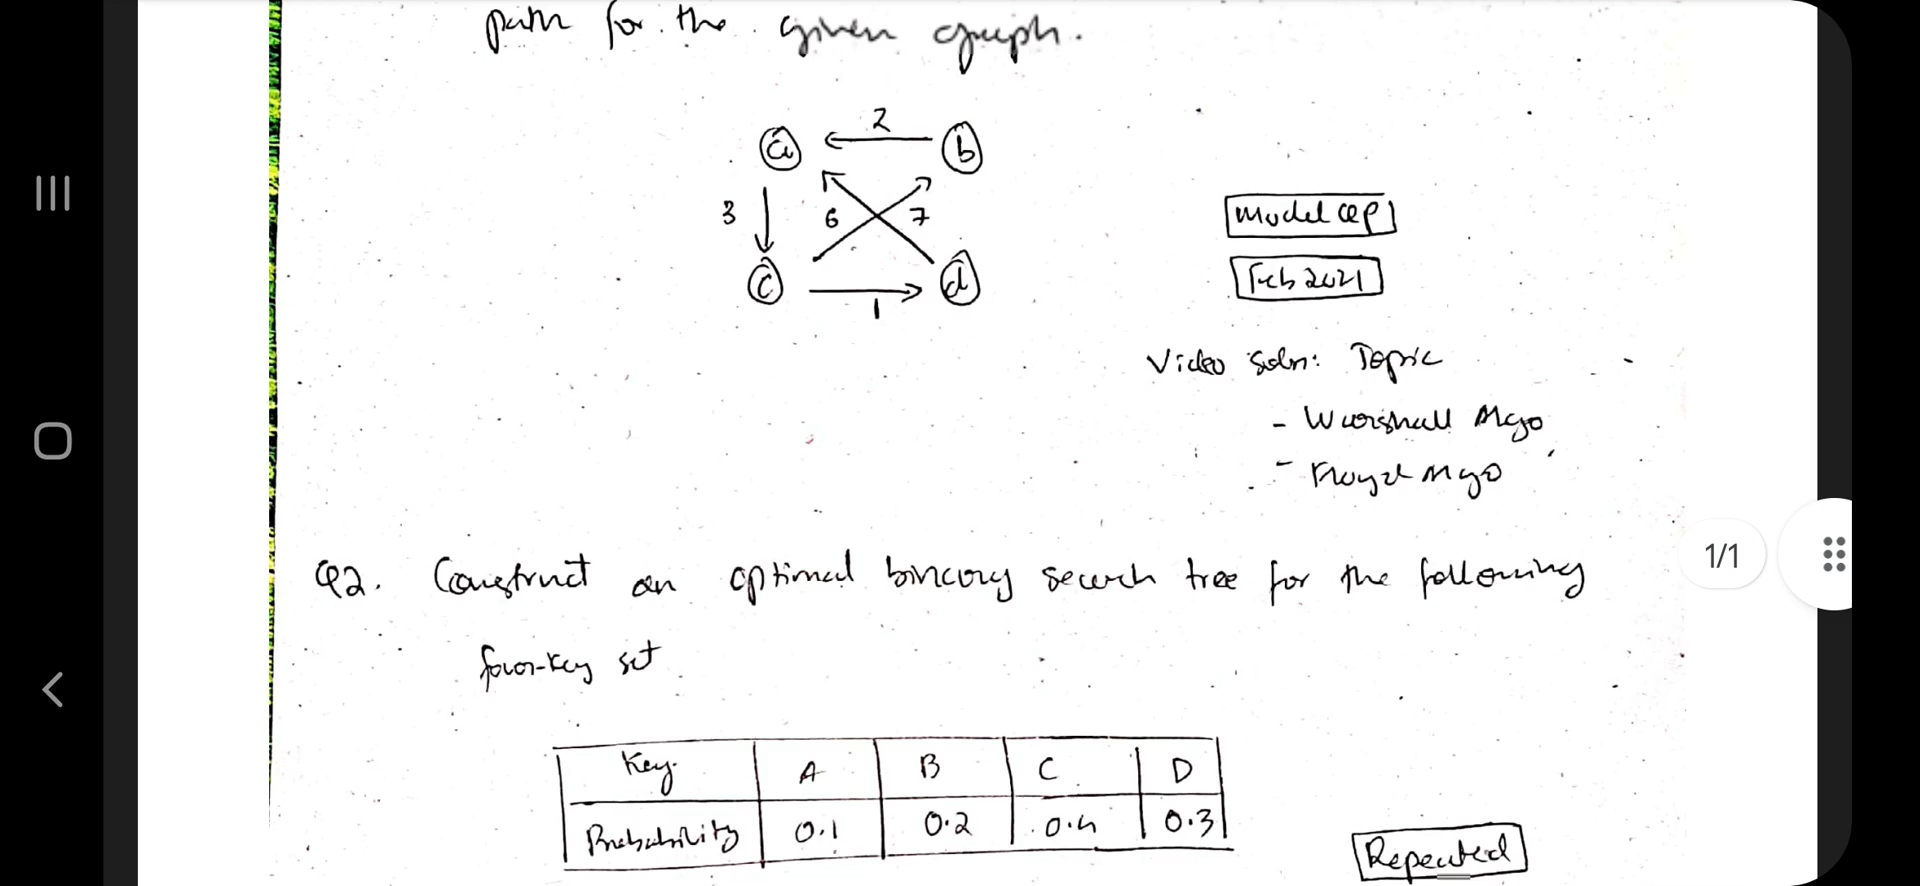 path for the given graph.
2
a b
3 6 7
c d
1
Model QP
Feb 2021
Video Soln: Topic
- Warshall Algo
- Floyd Algo
1/1
Q2. Construct an optimal binary search tree for the following
four-key set
Key A B C D
Probability 0.1 0.2 0.4 0.3
Repeated